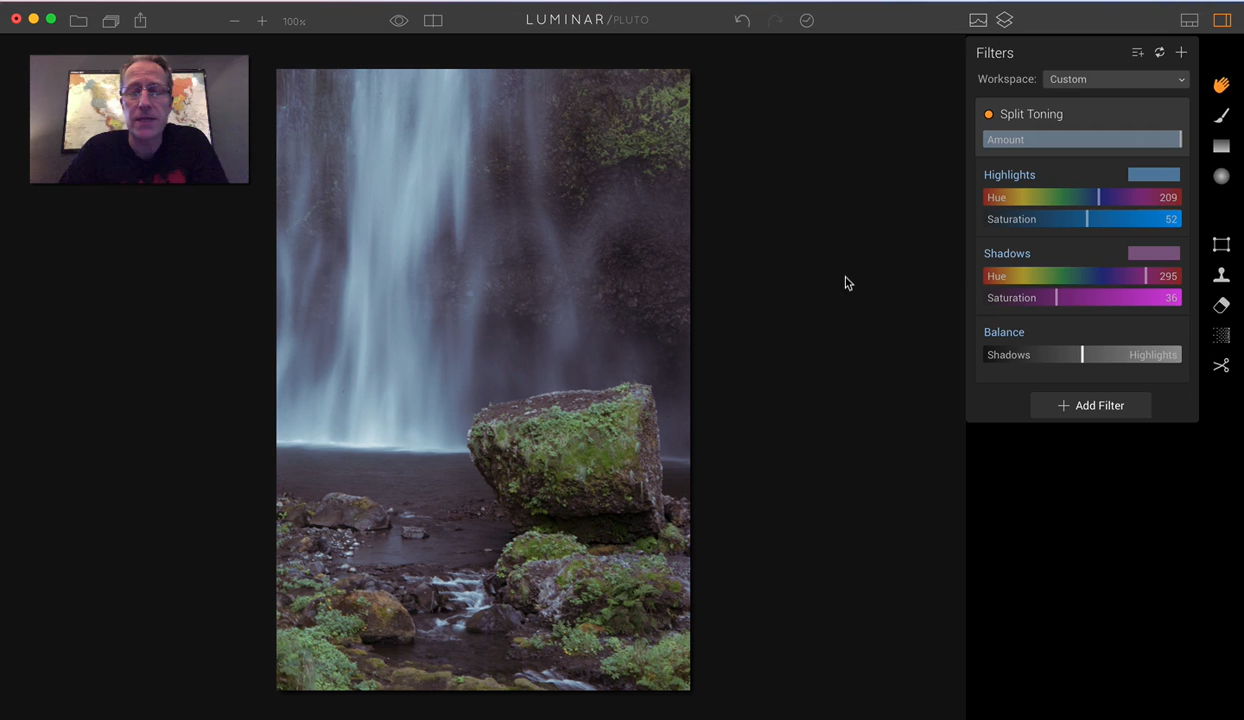 100%
LUMINAR/PLUTO
Filters
Workspace: Custom
Split Toning
Amount
Highlights
Hue 209
Saturation 52
Shadows
Hue 295
Saturation 36
Balance
Shadows Highlights
+ Add Filter